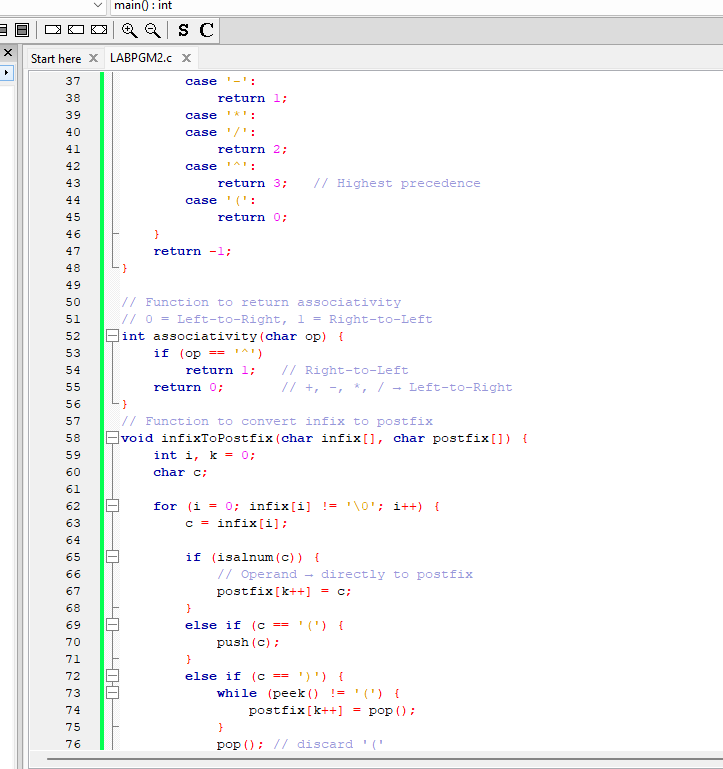 main() : int
S C
Start here X LABPGM2.c X
37 case '-':
38 return 1;
39 case '*':
40 case '/':
41 return 2;
42 case '^':
43 return 3; // Highest precedence
44 case '(':
45 return 0;
46 }
47 return -1;
48 }
49
50 // Function to return associativity
51 // 0 = Left-to-Right, 1 = Right-to-Left
52 int associativity(char op) {
53 if (op == '^')
54 return 1; // Right-to-Left
55 return 0; // +, -, *, / → Left-to-Right
56 }
57 // Function to convert infix to postfix
58 void infixToPostfix(char infix[], char postfix[]) {
59 int i, k = 0;
60 char c;
61
62 for (i = 0; infix[i] != '\0'; i++) {
63 c = infix[i];
64
65 if (isalnum(c)) {
66 // Operand → directly to postfix
67 postfix[k++] = c;
68 }
69 else if (c == '(') {
70 push(c);
71 }
72 else if (c == ')') {
73 while (peek() != '(') {
74 postfix[k++] = pop();
75 }
76 pop(); // discard '('